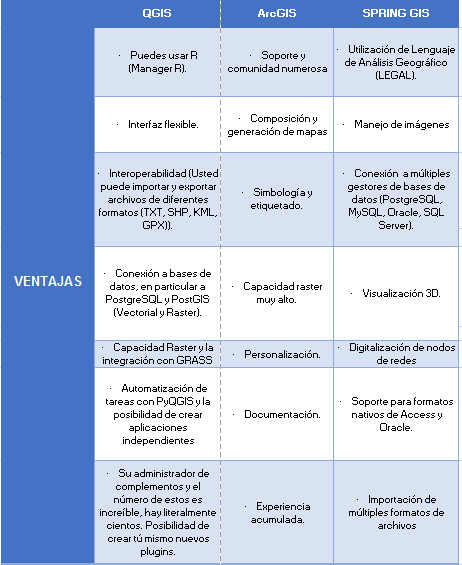 QGIS
ArcGIS
SPRING GIS
VENTAJAS
· Puedes usar R
(Manager R).
· Soporte y
comunidad numerosa
· Utilización de Lenguaje
de Análisis Geográfico
(LEGAL).
· Interfaz flexible.
· Composición y
generación de mapas
· Manejo de imágenes
· Interoperabilidad (Usted
puede importar y exportar
archivos de diferentes
formatos (TXT, SHP, KML,
GPX)).
· Simbología y
etiquetado.
· Conexión a múltiples
gestores de bases de
datos (PostgreSQL,
MySQL, Oracle, SQL
Server).
· Conexión a bases de
datos, en particular a
PostgreSQL y PostGIS
(Vectorial y Raster).
· Capacidad raster
muy alto.
· Visualización 3D.
· Capacidad Raster y la
integración con GRASS
· Personalización.
· Digitalización de nodos
de redes
· Automatización de
tareas con PyQGIS y la
posibilidad de crear
aplicaciones
independientes
· Documentación.
· Soporte para formatos
nativos de Access y
Oracle.
· Su administrador de
complementos y el
número de estos es
increíble, hay literalmente
cientos. Posibilidad de
crear tú mismo nuevos
plugins.
· Experiencia
acumulada.
· Importación de
múltiples formatos de
archivos